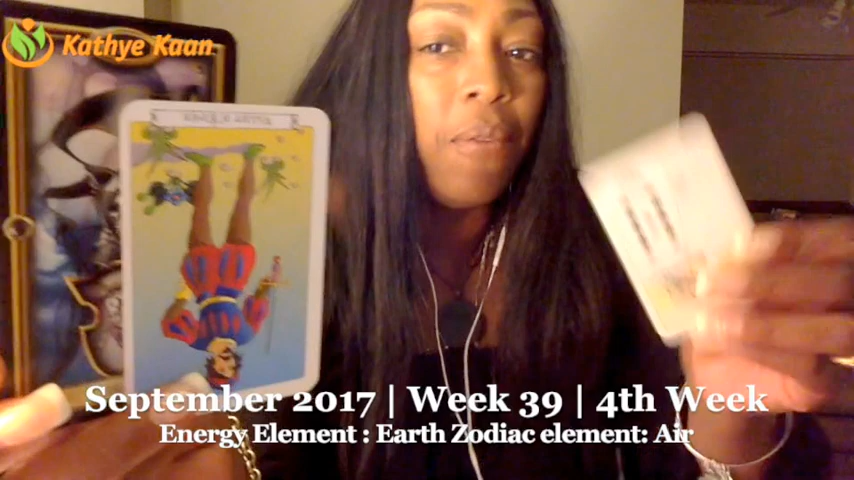 Kathye Kaan
September 2017 | Week 39 | 4th Week
Energy Element : Earth Zodiac element: Air